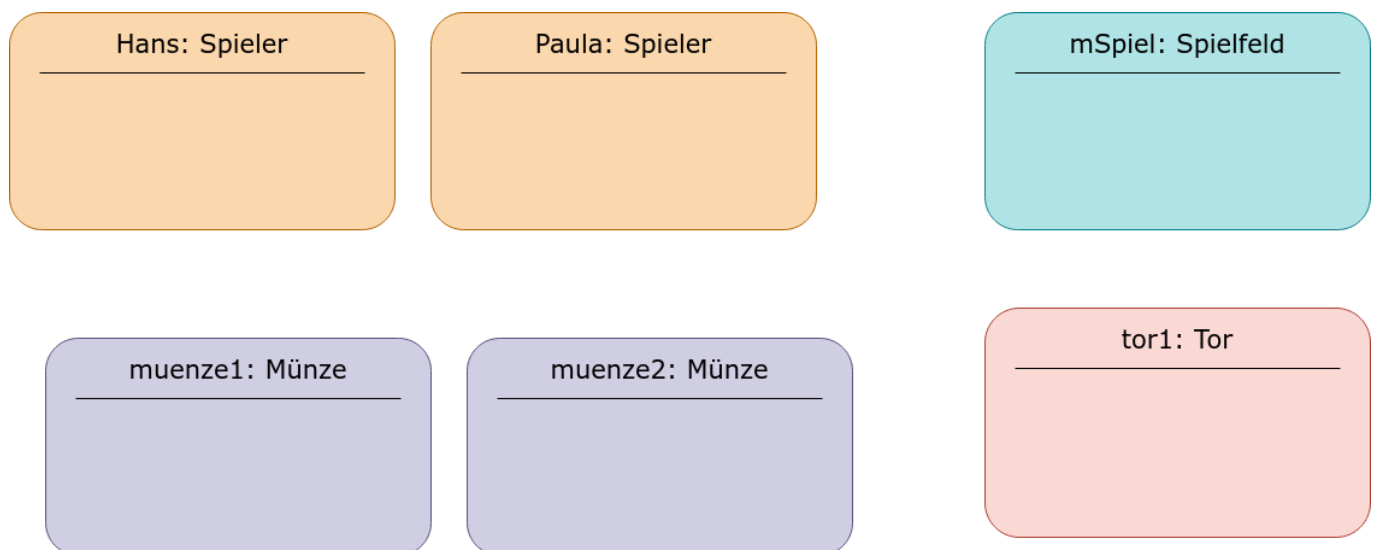 Hans: Spieler
Paula: Spieler
mSpiel: Spielfeld
muenze1: Münze
muenze2: Münze
tor1: Tor